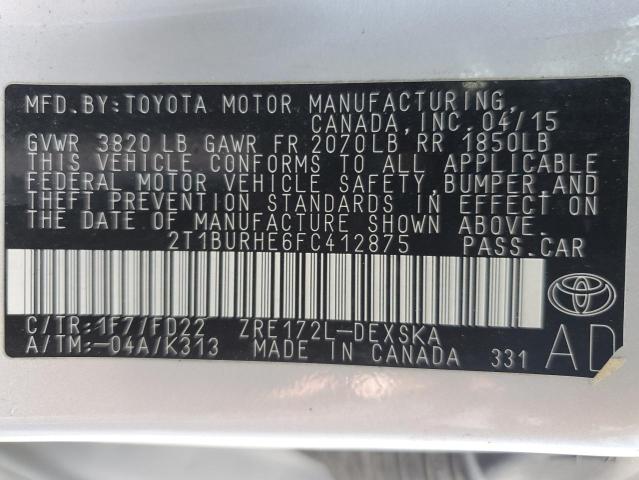 MFD.BY:TOYOTA MOTOR MANUFACTURING,
CANADA, INC. 04/15
GVWR 3820 LB GAWR FR 2070LB RR 1850LB
THIS VEHICLE CONFORMS TO ALL APPLICABLE
FEDERAL MOTOR VEHICLE SAFETY, BUMPER AND
THEFT PREVENTION STANDARDS IN EFFECT ON
THE DATE OF MANUFACTURE SHOWN ABOVE.
2T1BURHE6FC412875 PASS.CAR
C/TR:1F7/FD22 ZRE172L-DEXSKA
A/TM:-04A/K313 MADE IN CANADA 331
AD